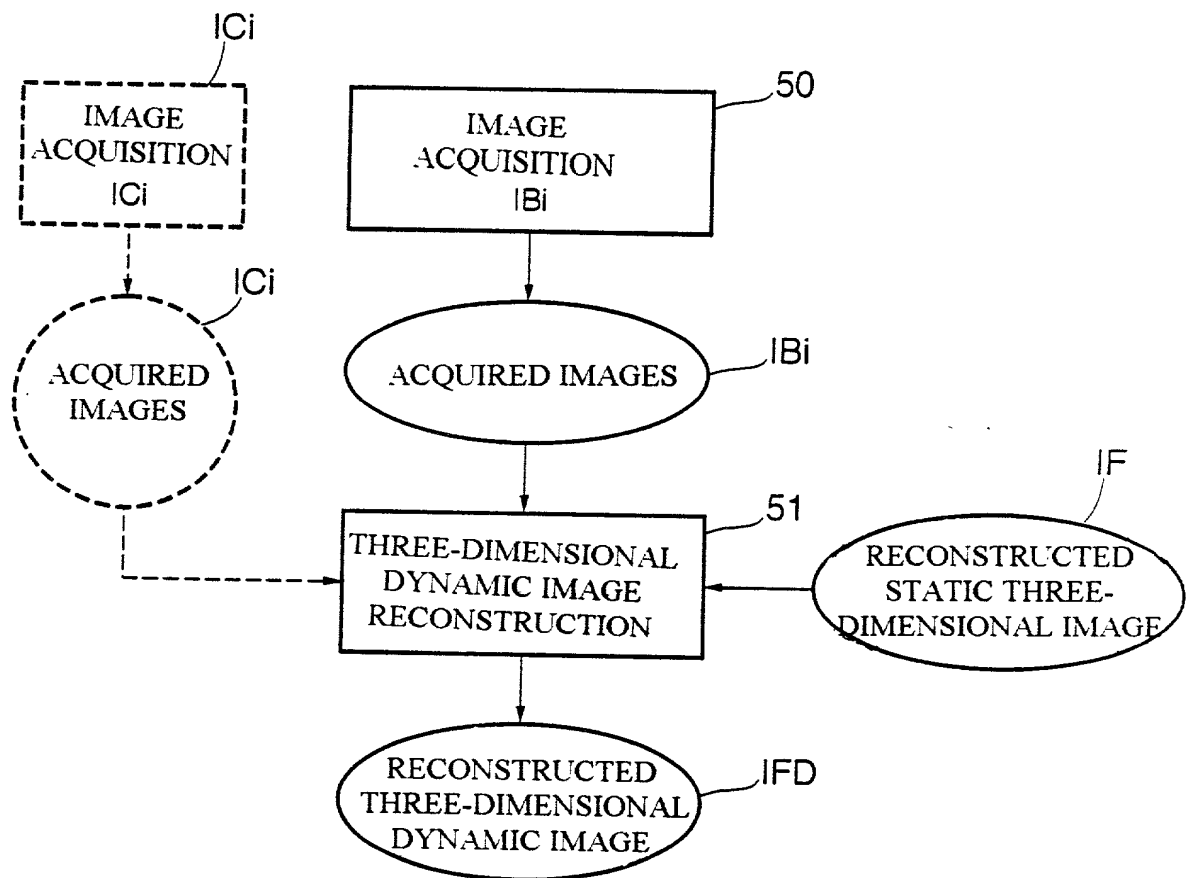 ICi
IMAGE
ACQUISITION
ICi
50
IMAGE
ACQUISITION
IBi
ICi
ACQUIRED
IMAGES
ACQUIRED IMAGES
IBi
51
THREE-DIMENSIONAL
DYNAMIC IMAGE
RECONSTRUCTION
IF
RECONSTRUCTED
STATIC THREE-
DIMENSIONAL IMAGE
RECONSTRUCTED
THREE-DIMENSIONAL
DYNAMIC IMAGE
IFD